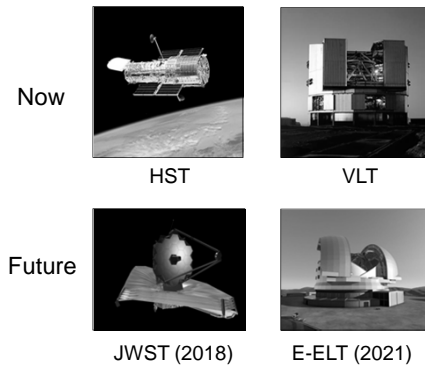 Now
HST
VLT
Future
JWST (2018)
E-ELT (2021)